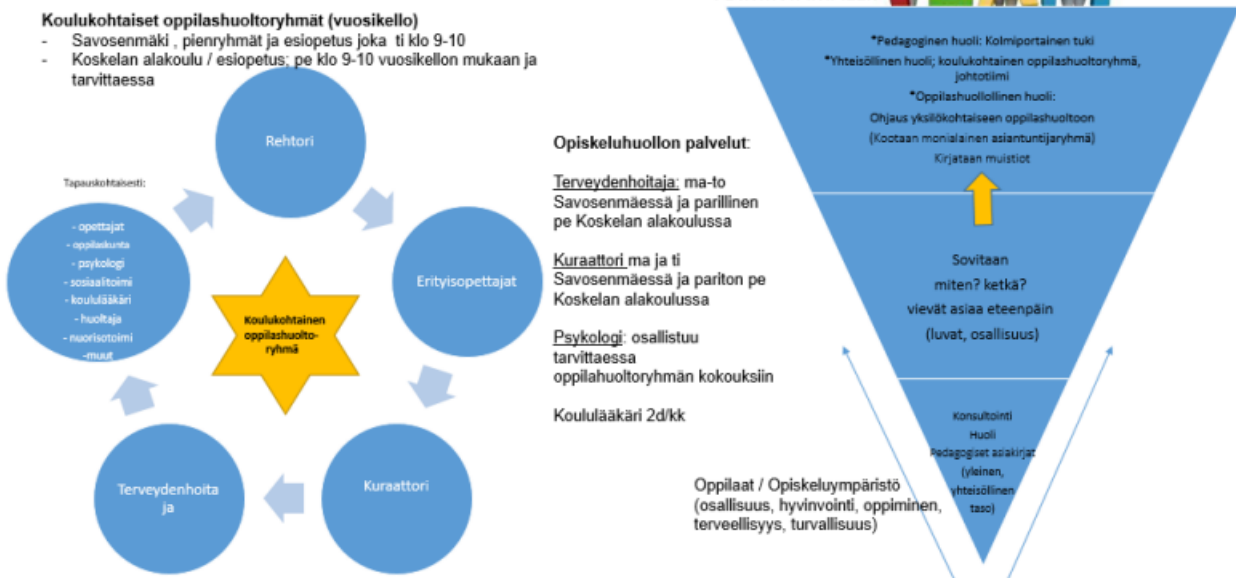 Koulukohtaiset oppilashuoltoryhmät (vuosikello)
- Savosenmäki , pienryhmät ja esiopetus joka ti klo 9-10
- Koskelan alakoulu / esiopetus; pe klo 9-10 vuosikellon mukaan ja
tarvittaessa
Rehtori
Erityisopettajat
Kuraattori
Terveydenhoita
ja
Tapauskohtaisesti:
- opettajat
- oppilaskunta
- psykologi
- sosiaalitoimi
- koululääkäri
- huoltaja
- nuorisotoimi
-muut
Koulukohtainen
oppilashuolto-
ryhmä
Opiskeluhuollon palvelut:
Terveydenhoitaja: ma-to
Savosenmäessä ja parillinen
pe Koskelan alakoulussa
Kuraattori ma ja ti
Savosenmäessä ja pariton pe
Koskelan alakoulussa
Psykologi: osallistuu
tarvittaessa
oppilahuoltoryhmän kokouksiin
Koululääkäri 2d/kk
*Pedagoginen huoli: Kolmiportainen tuki
*Yhteisöllinen huoli; koulukohtainen oppilashuoltoryhmä,
johtotiimi
*Oppilashuollollinen huoli:
Ohjaus yksilökohtaiseen oppilashuoltoon
(Kootaan monialainen asiantuntijaryhmä)
Kirjataan muistiot
Sovitaan
miten? ketkä?
vievät asiaa eteenpäin
(luvat, osallisuus)
Konsultointi
Huoli
Pedagogiset asiakirjat
(yleinen,
yhteisöllinen
taso)
Oppilaat / Opiskeluympäristö
(osallisuus, hyvinvointi, oppiminen,
terveellisyys, turvallisuus)